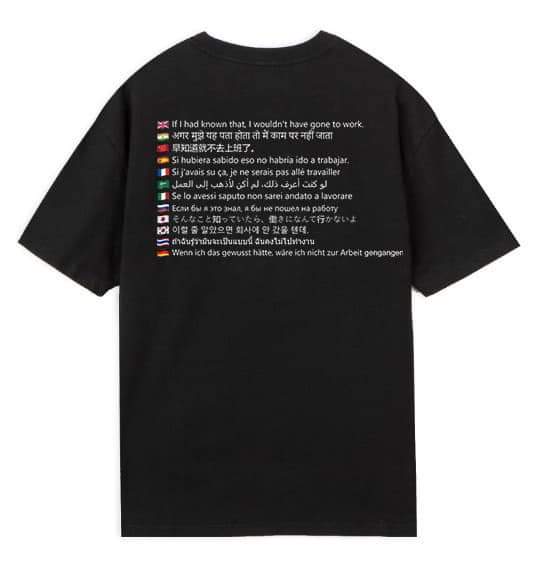 If I had known that, I wouldn't have gone to work.
अगर मुझे यह पता होता तो में काम पर नहीं जाता
早知道就不去上班了。
Si hubiera sabido eso no habría ido a trabajar.
Si j'avais su ça, je ne serais pas allé travailler
لو كنت أعرف ذلك، لم أكن لأذهب إلى العمل
Se lo avessi saputo non sarei andato a lavorare
Если бы я это знал, я бы не пошел на работу
そんなこと知っていたら、働きになんて行かないよ
이럴 줄 알았으면 회사에 안 갔을 텐데.
ถ้าฉันรู้ว่ามันจะเป็นแบบนี้ ฉันคงไม่ไปทำงาน
Wenn ich das gewusst hätte, wäre ich nicht zur Arbeit gengangen